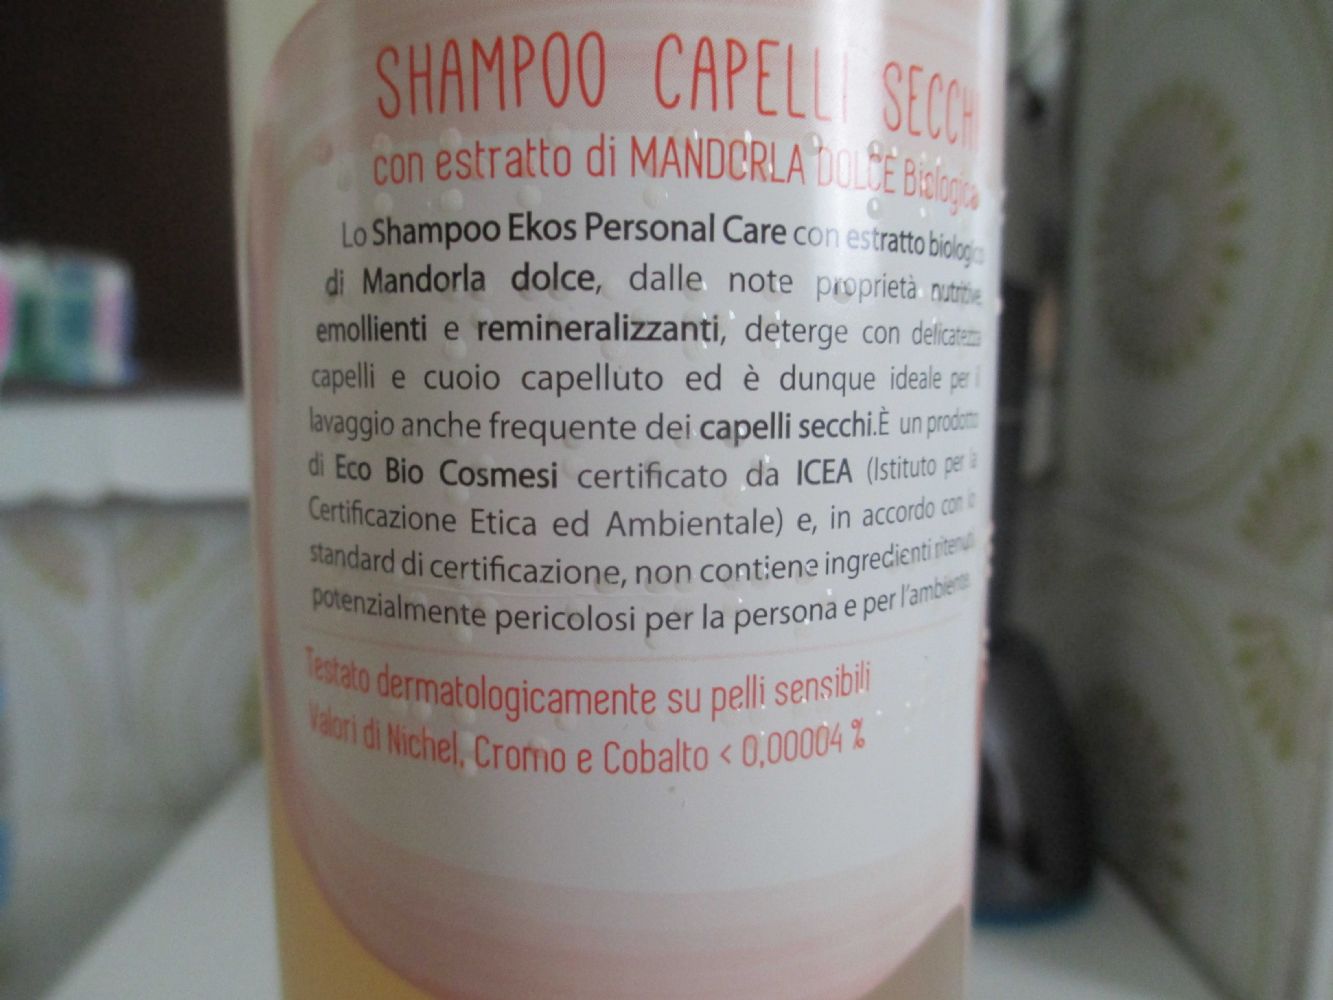 SHAMPOO CAPELLI SECCHI
con estratto di MANDORLA DOLCE Biologica
Lo Shampoo Ekos Personal Care con estratto biologico
di Mandorla dolce, dalle note proprietà nutritive,
emollienti e remineralizzanti, deterge con delicatezza
capelli e cuoio capelluto ed è dunque ideale per il
lavaggio anche frequente dei capelli secchi.È un prodotto
di Eco Bio Cosmesi certificato da ICEA (Istituto per la
Certificazione Etica ed Ambientale) e, in accordo con lo
standard di certificazione, non contiene ingredienti ritenuti
potenzialmente pericolosi per la persona e per l'ambiente.
Testato dermatologicamente su pelli sensibili
Valori di Nichel, Cromo e Cobalto < 0,00004 %